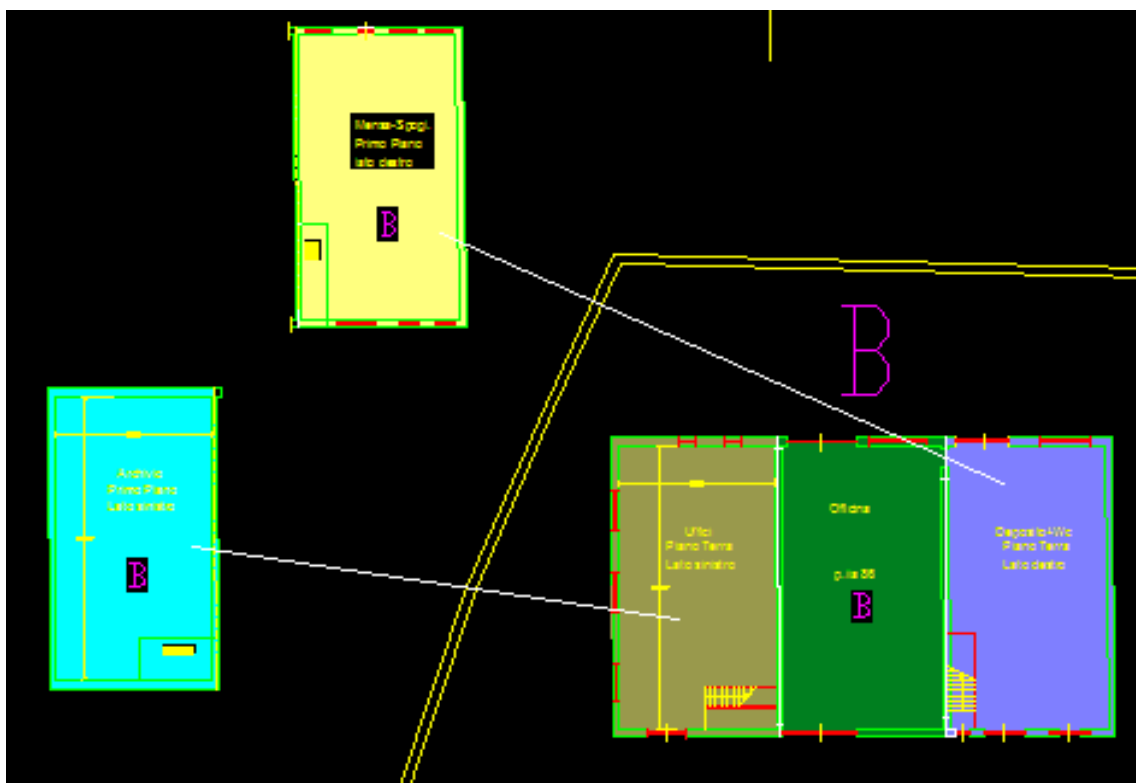 Mensa-Spogl.
Primo Piano
lato destro
B
B
Archivio
Primo Piano
Lato sinistro
B
Uffici
Piano Terra
Lato sinistro
Officina
p.lla 86
B
Deposito+Wc
Piano Terra
Lato destro